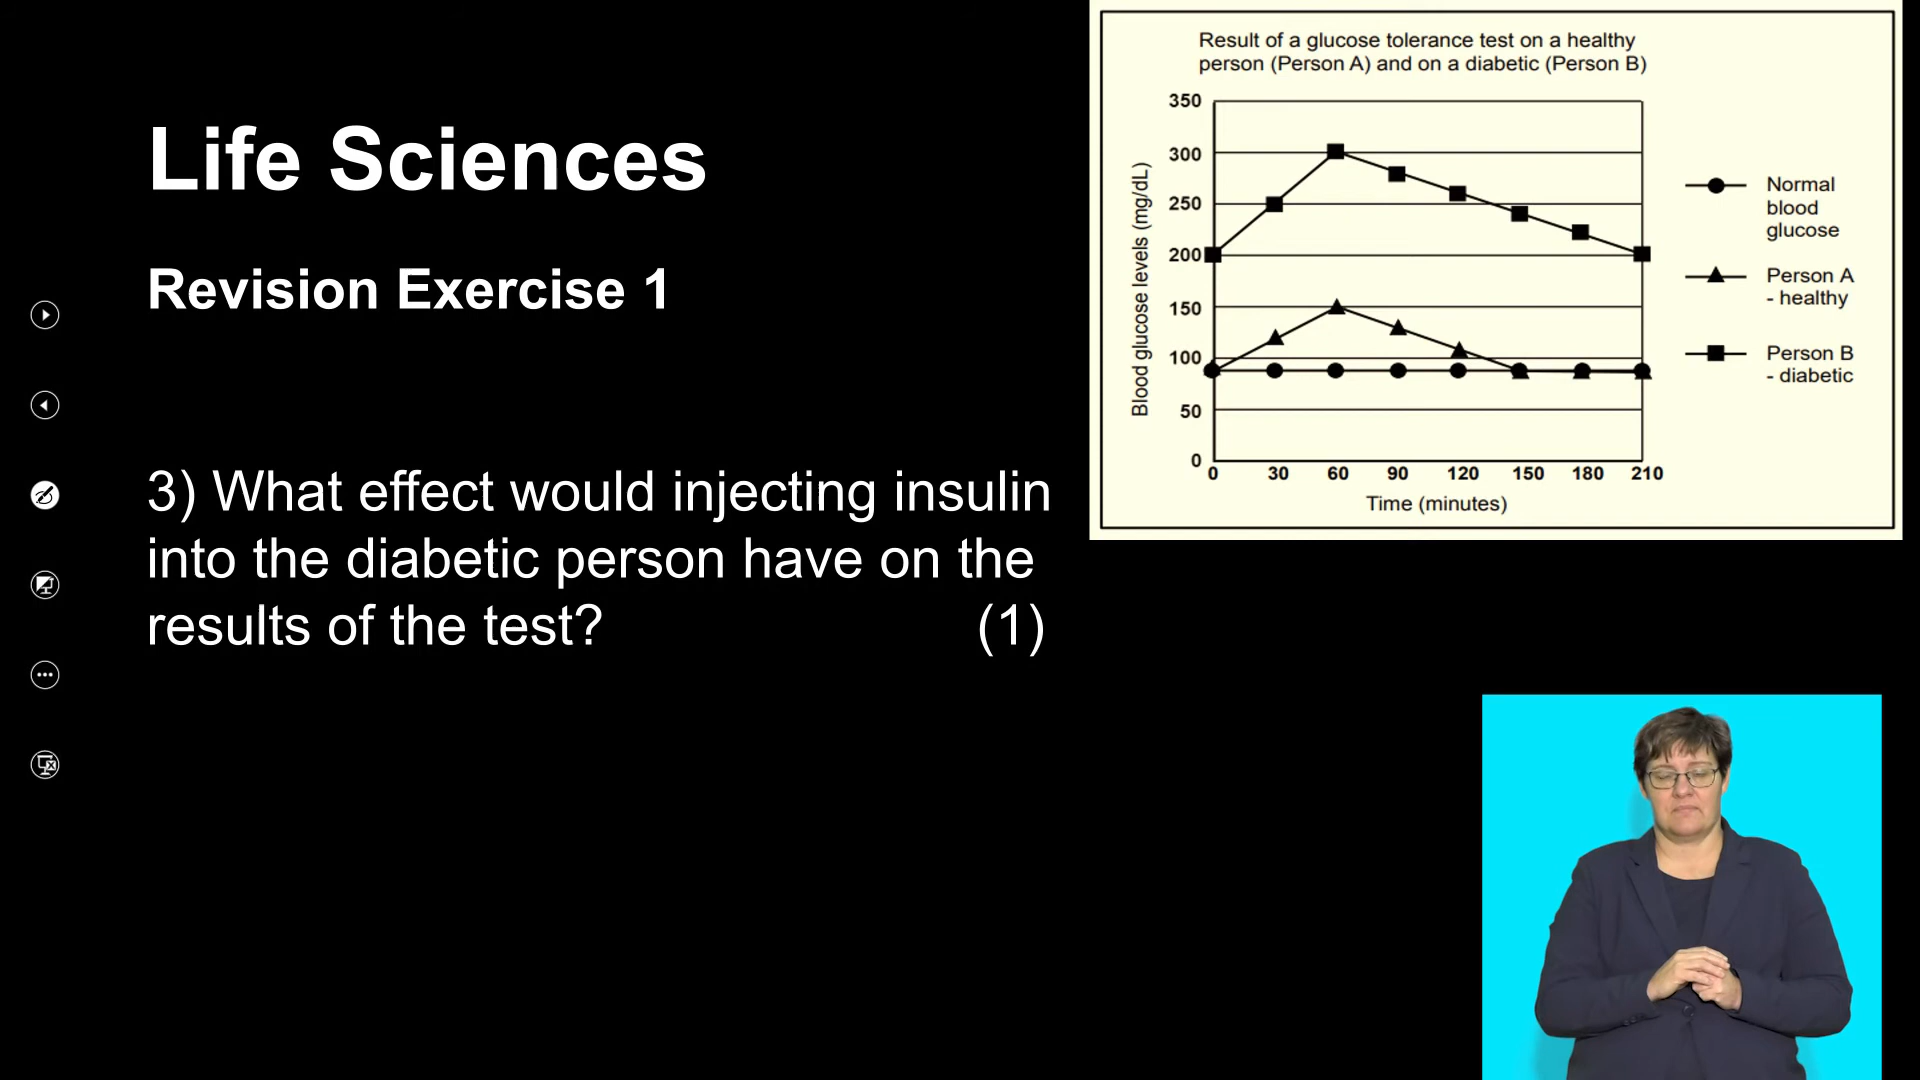 Life Sciences
Revision Exercise 1
3) What effect would injecting insulin
into the diabetic person have on the
results of the test? (1)
Result of a glucose tolerance test on a healthy
person (Person A) and on a diabetic (Person B)
Blood glucose levels (mg/dL)
350
300
250
200
150
100
50
0
0 30 60 90 120 150 180 210
Time (minutes)
Normal
blood
glucose
Person A
- healthy
Person B
- diabetic